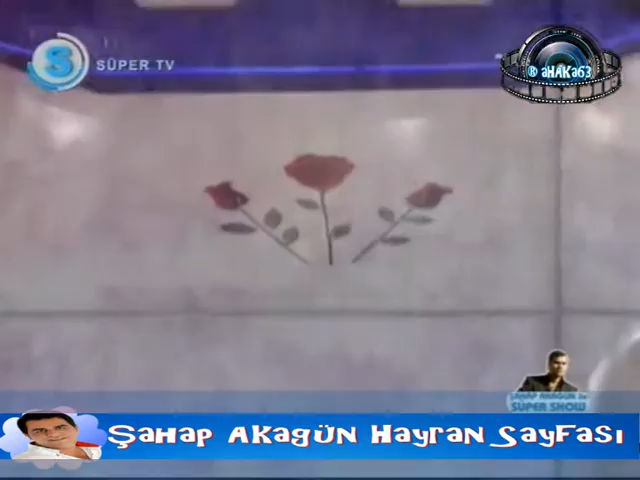 S SÜPER TV
® aHAKa63
ŞAHAP AKAGÜN ile
SÜPER SHOW
ŞaHap AKagüN HayRan SayFası